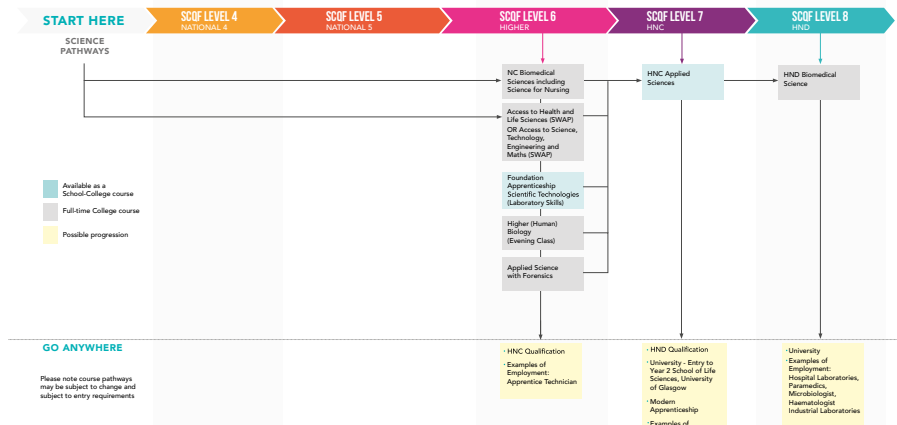 START HERE
SCQF LEVEL 4
NATIONAL 4
SCQF LEVEL 5
NATIONAL 5
SCQF LEVEL 6
HIGHER
SCQF LEVEL 7
HNC
SCQF LEVEL 8
HND
SCIENCE
PATHWAYS
NC Biomedical
Sciences including
Science for Nursing
HNC Applied
Sciences
HND Biomedical
Science
Access to Health and
Life Sciences (SWAP)
OR Access to Science,
Technology,
Engineering and
Maths (SWAP)
Foundation
Apprenticeship
Scientific Technologies
(Laboratory Skills)
Higher (Human)
Biology
(Evening Class)
Applied Science
with Forensics
Available as a
School-College course
Full-time College course
Possible progression
GO ANYWHERE
Please note course pathways
may be subject to change and
subject to entry requirements
· HNC Qualification
· Examples of
Employment:
Apprentice Technician
· HND Qualification
· University - Entry to
Year 2 School of Life
Sciences, University
of Glasgow
· Modern
Apprenticeship
· Examples of
· University
· Examples of
Employment:
Hospital Laboratories,
Paramedics,
Microbiologist,
Haematologist
Industrial Laboratories